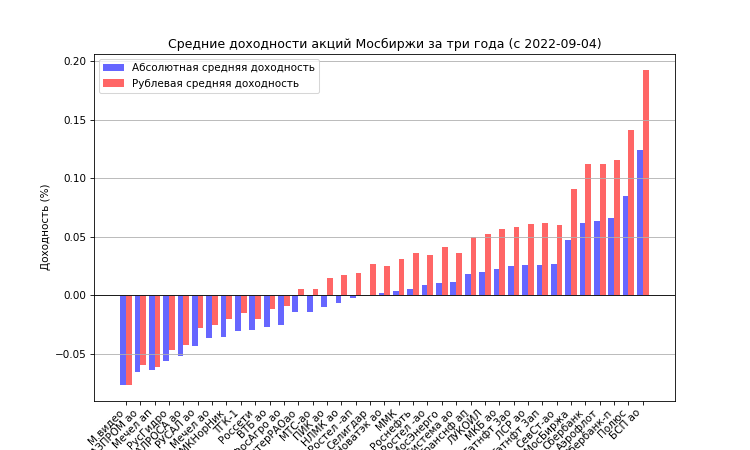 Средние доходности акций Мосбиржи за три года (с 2022-09-04)
Абсолютная средняя доходность
Рублевая средняя доходность
Доходность (%)
0.20
0.15
0.10
0.05
0.00
−0.05
М.видео
Мечел ап
РусГидро
РУСАЛ ао
Мечел ао
ТГК-1
Россети
ВТБ ао
МТС-ао
ПИК ао
НЛМК ао
Ростел -ап
Селигдар
ММК
Роснефть
ЛУКОЙЛ
МКБ ао
ЛСР ао
СевСт-ао
МосБиржа
Сбербанк
Аэрофлот
Полюс
БСП ао